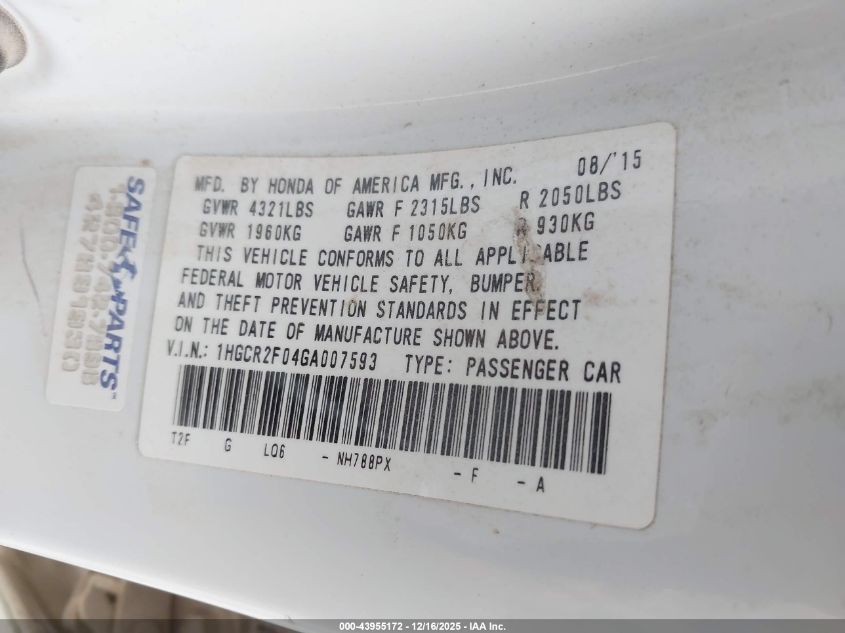 MFD. BY HONDA OF AMERICA MFG., INC. 08/'15
GVWR 4321LBS GAWR F 2315LBS R 2050LBS
GVWR 1960KG GAWR F 1050KG R 930KG
THIS VEHICLE CONFORMS TO ALL APPLICABLE
FEDERAL MOTOR VEHICLE SAFETY, BUMPER,
AND THEFT PREVENTION STANDARDS IN EFFECT
ON THE DATE OF MANUFACTURE SHOWN ABOVE.
V.I.N.: 1HGCR2F04GA007593 TYPE: PASSENGER CAR
T2F G LQ6 - NH788PX - F - A
SAFE PARTS
000-43955172 - 12/16/2025 - IAA Inc.